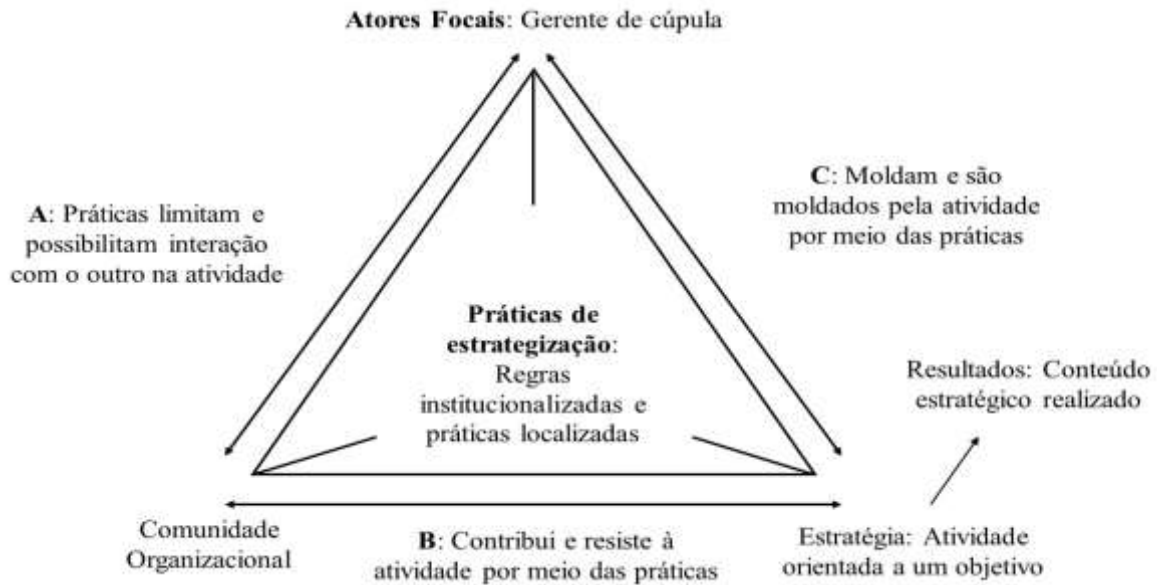 Atores Focais: Gerente de cúpula
A: Práticas limitam e
possibilitam interação
com o outro na atividade
C: Moldam e são
moldados pela atividade
por meio das práticas
Práticas de
estrategização:
Regras
institucionalizadas e
práticas localizadas
Resultados: Conteúdo
estratégico realizado
Comunidade
Organizacional
B: Contribui e resiste à
atividade por meio das práticas
Estratégia: Atividade
orientada a um objetivo